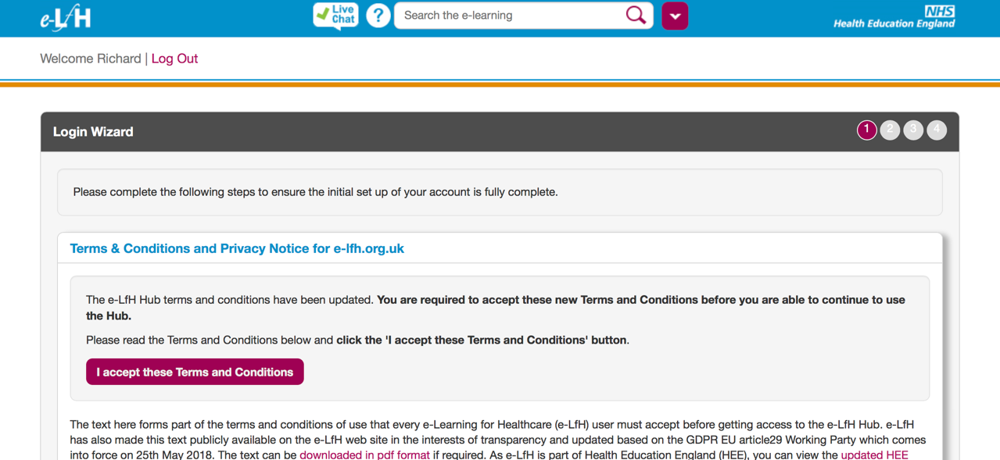 e-LfH
Live Chat
?
Search the e-learning
NHS
Health Education England
Welcome Richard | Log Out
Login Wizard
1 2 3 4
Please complete the following steps to ensure the initial set up of your account is fully complete.
Terms & Conditions and Privacy Notice for e-lfh.org.uk
The e-LfH Hub terms and conditions have been updated. You are required to accept these new Terms and Conditions before you are able to continue to use
the Hub.
Please read the Terms and Conditions below and click the 'I accept these Terms and Conditions' button.
I accept these Terms and Conditions
The text here forms part of the terms and conditions of use that every e-Learning for Healthcare (e-LfH) user must accept before getting access to the e-LfH Hub. e-LfH
has also made this text publicly available on the e-LfH web site in the interests of transparency and updated based on the GDPR EU article29 Working Party which comes
into force on 25th May 2018. The text can be downloaded in pdf format if required. As e-LfH is part of Health Education England (HEE), you can view the updated HEE